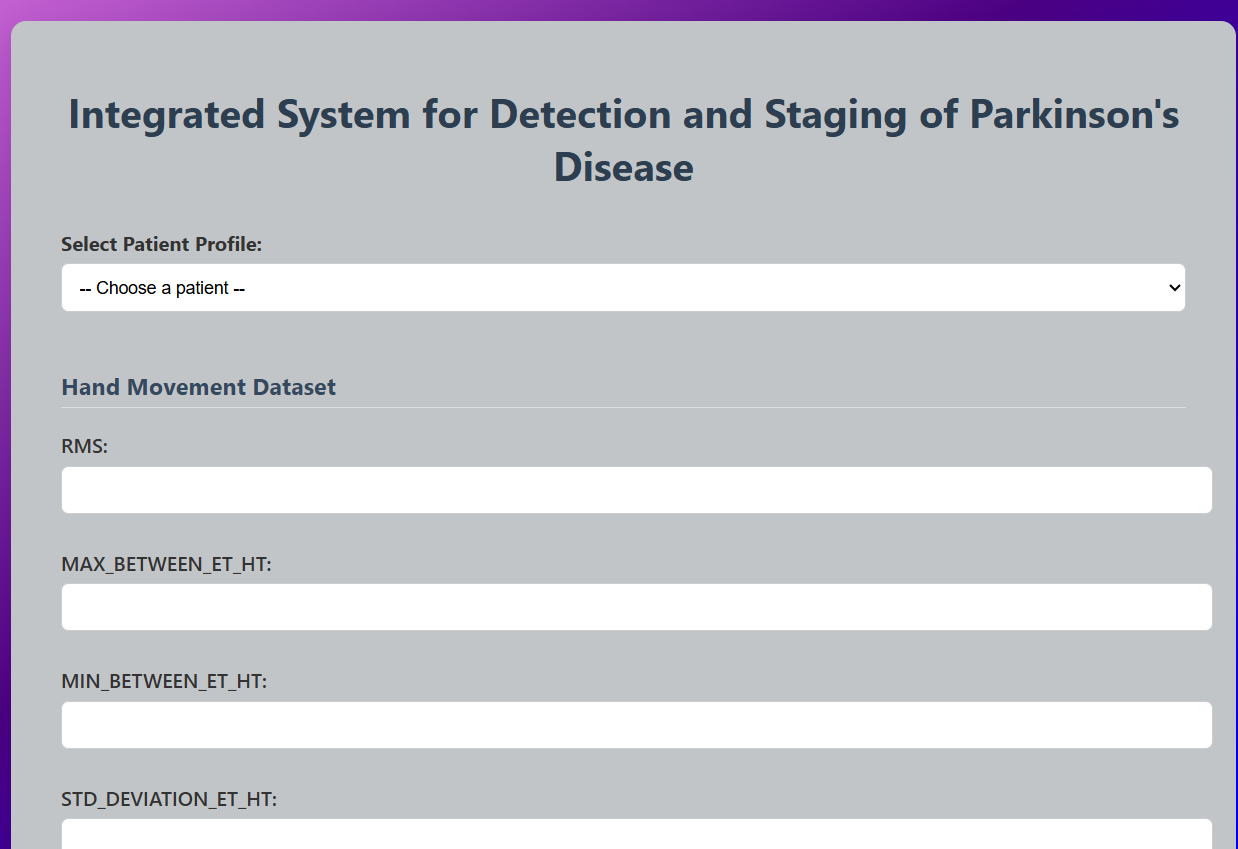 Integrated System for Detection and Staging of Parkinson's
Disease
Select Patient Profile:
-- Choose a patient --
Hand Movement Dataset
RMS:
MAX_BETWEEN_ET_HT:
MIN_BETWEEN_ET_HT:
STD_DEVIATION_ET_HT: